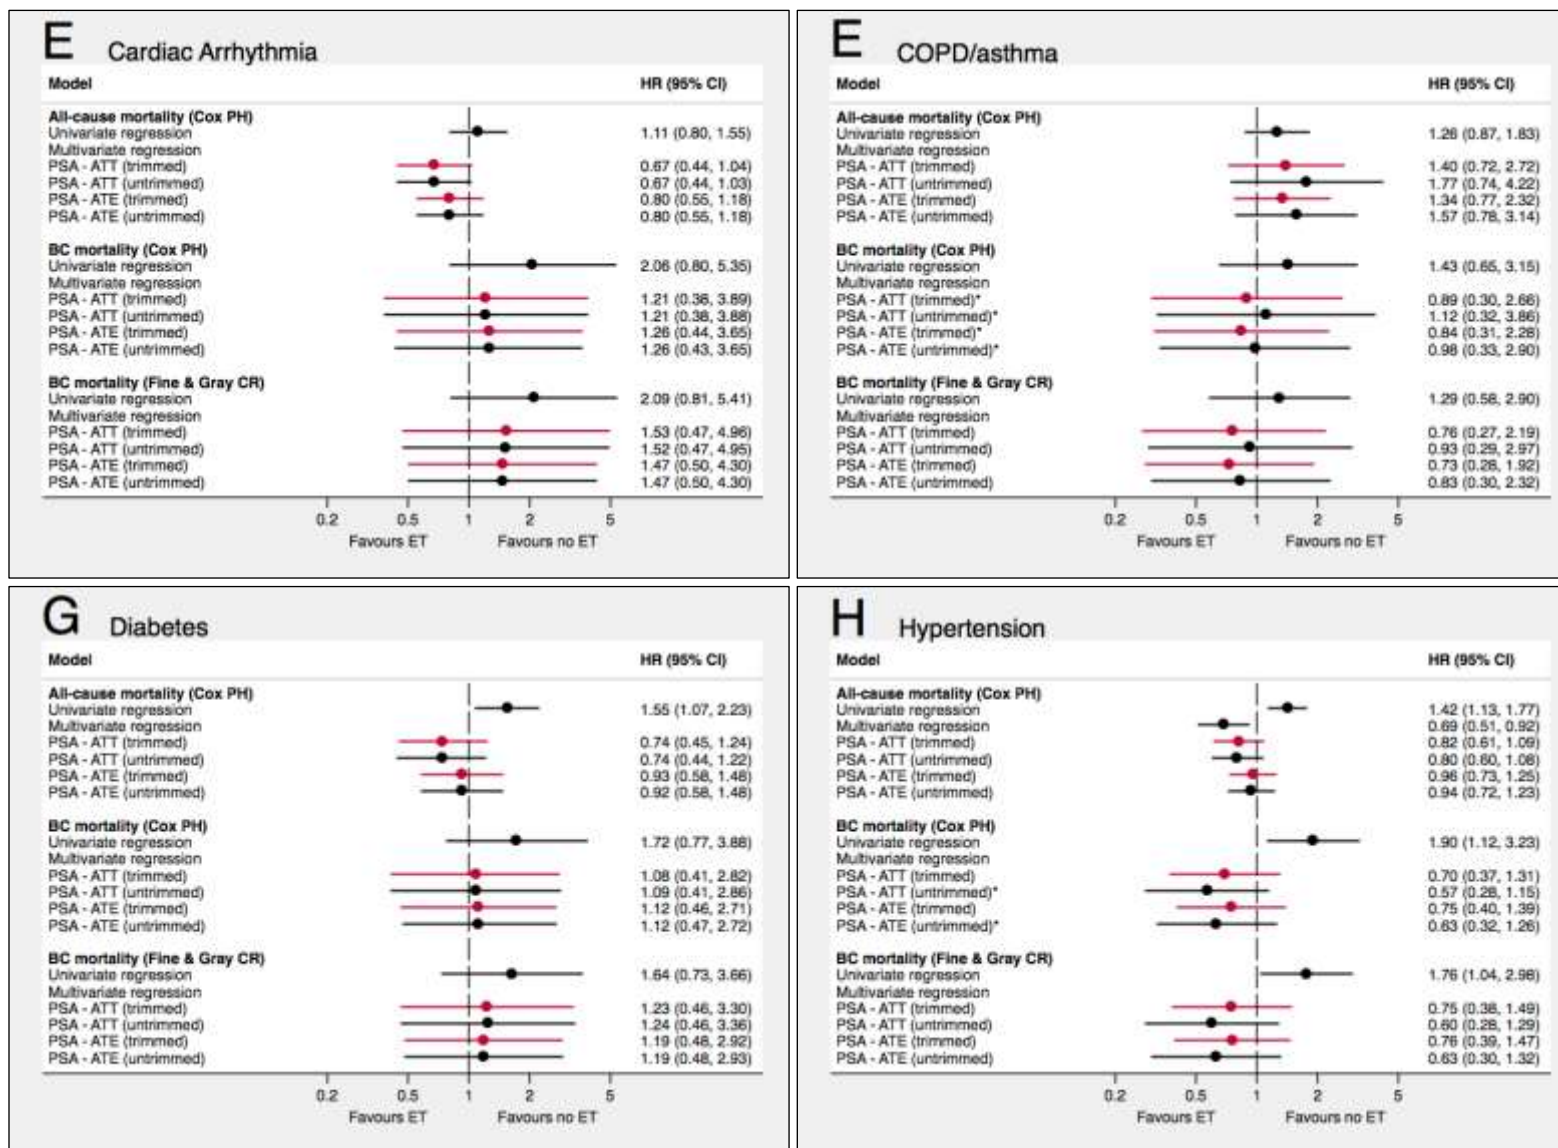 E Cardiac Arrhythmia
Model HR (95% CI)
All-cause mortality (Cox PH)
Univariate regression 1.11 (0.80, 1.55)
Multivariate regression
PSA - ATT (trimmed) 0.67 (0.44, 1.04)
PSA - ATT (untrimmed) 0.67 (0.44, 1.03)
PSA - ATE (trimmed) 0.80 (0.55, 1.18)
PSA - ATE (untrimmed) 0.80 (0.55, 1.18)
BC mortality (Cox PH)
Univariate regression 2.06 (0.80, 5.35)
Multivariate regression
PSA - ATT (trimmed) 1.21 (0.38, 3.89)
PSA - ATT (untrimmed) 1.21 (0.38, 3.88)
PSA - ATE (trimmed) 1.26 (0.44, 3.65)
PSA - ATE (untrimmed) 1.26 (0.43, 3.65)
BC mortality (Fine & Gray CR)
Univariate regression 2.09 (0.81, 5.41)
Multivariate regression
PSA - ATT (trimmed) 1.53 (0.47, 4.96)
PSA - ATT (untrimmed) 1.52 (0.47, 4.95)
PSA - ATE (trimmed) 1.47 (0.50, 4.30)
PSA - ATE (untrimmed) 1.47 (0.50, 4.30)
0.2 0.5 1 2 5
Favours ET Favours no ET
E COPD/asthma
Model HR (95% CI)
All-cause mortality (Cox PH)
Univariate regression 1.26 (0.87, 1.83)
Multivariate regression
PSA - ATT (trimmed) 1.40 (0.72, 2.72)
PSA - ATT (untrimmed) 1.77 (0.74, 4.22)
PSA - ATE (trimmed) 1.34 (0.77, 2.32)
PSA - ATE (untrimmed) 1.57 (0.78, 3.14)
BC mortality (Cox PH)
Univariate regression 1.43 (0.65, 3.15)
Multivariate regression
PSA - ATT (trimmed)* 0.89 (0.30, 2.66)
PSA - ATT (untrimmed)* 1.12 (0.32, 3.86)
PSA - ATE (trimmed)* 0.84 (0.31, 2.28)
PSA - ATE (untrimmed)* 0.98 (0.33, 2.90)
BC mortality (Fine & Gray CR)
Univariate regression 1.29 (0.58, 2.90)
Multivariate regression
PSA - ATT (trimmed) 0.76 (0.27, 2.19)
PSA - ATT (untrimmed) 0.93 (0.29, 2.97)
PSA - ATE (trimmed) 0.73 (0.28, 1.92)
PSA - ATE (untrimmed) 0.83 (0.30, 2.32)
0.2 0.5 1 2 5
Favours ET Favours no ET
G Diabetes
Model HR (95% CI)
All-cause mortality (Cox PH)
Univariate regression 1.55 (1.07, 2.23)
Multivariate regression
PSA - ATT (trimmed) 0.74 (0.45, 1.24)
PSA - ATT (untrimmed) 0.74 (0.44, 1.22)
PSA - ATE (trimmed) 0.93 (0.58, 1.48)
PSA - ATE (untrimmed) 0.92 (0.58, 1.48)
BC mortality (Cox PH)
Univariate regression 1.72 (0.77, 3.88)
Multivariate regression
PSA - ATT (trimmed) 1.08 (0.41, 2.82)
PSA - ATT (untrimmed) 1.09 (0.41, 2.86)
PSA - ATE (trimmed) 1.12 (0.46, 2.71)
PSA - ATE (untrimmed) 1.12 (0.47, 2.72)
BC mortality (Fine & Gray CR)
Univariate regression 1.64 (0.73, 3.66)
Multivariate regression
PSA - ATT (trimmed) 1.23 (0.46, 3.30)
PSA - ATT (untrimmed) 1.24 (0.46, 3.36)
PSA - ATE (trimmed) 1.19 (0.48, 2.92)
PSA - ATE (untrimmed) 1.19 (0.48, 2.93)
0.2 0.5 1 2 5
Favours ET Favours no ET
H Hypertension
Model HR (95% CI)
All-cause mortality (Cox PH)
Univariate regression 1.42 (1.13, 1.77)
Multivariate regression 0.69 (0.51, 0.92)
PSA - ATT (trimmed) 0.82 (0.61, 1.09)
PSA - ATT (untrimmed) 0.80 (0.60, 1.08)
PSA - ATE (trimmed) 0.96 (0.73, 1.25)
PSA - ATE (untrimmed) 0.94 (0.72, 1.23)
BC mortality (Cox PH)
Univariate regression 1.90 (1.12, 3.23)
Multivariate regression
PSA - ATT (trimmed) 0.70 (0.37, 1.31)
PSA - ATT (untrimmed)* 0.57 (0.28, 1.15)
PSA - ATE (trimmed) 0.75 (0.40, 1.39)
PSA - ATE (untrimmed)* 0.63 (0.32, 1.26)
BC mortality (Fine & Gray CR)
Univariate regression 1.76 (1.04, 2.98)
Multivariate regression
PSA - ATT (trimmed) 0.75 (0.38, 1.49)
PSA - ATT (untrimmed) 0.60 (0.28, 1.29)
PSA - ATE (trimmed) 0.76 (0.39, 1.47)
PSA - ATE (untrimmed) 0.63 (0.30, 1.32)
0.2 0.5 1 2 5
Favours ET Favours no ET